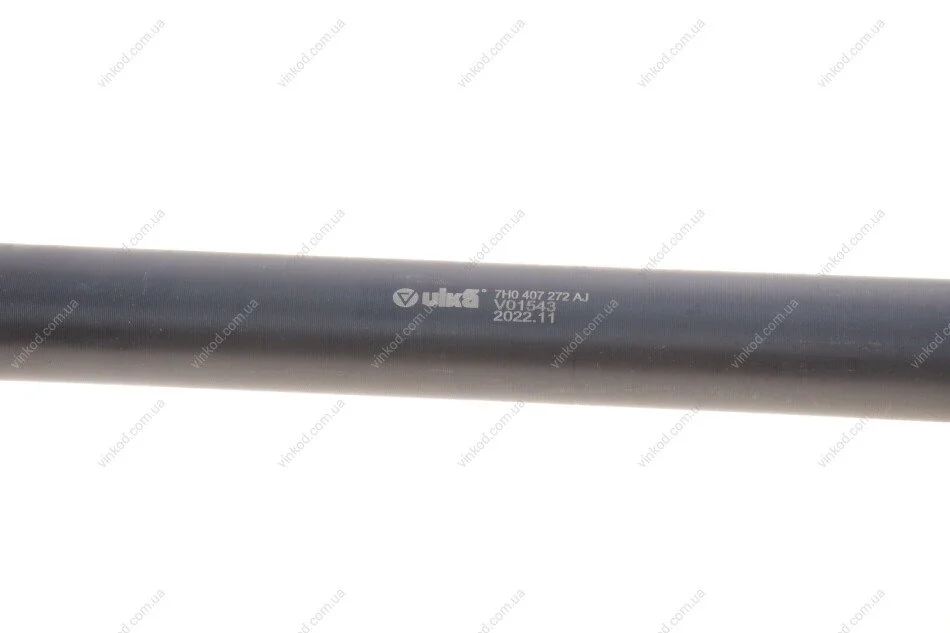 vika® 7H0 407 272 AJ
V01543
2022.11
vinkod.com.ua